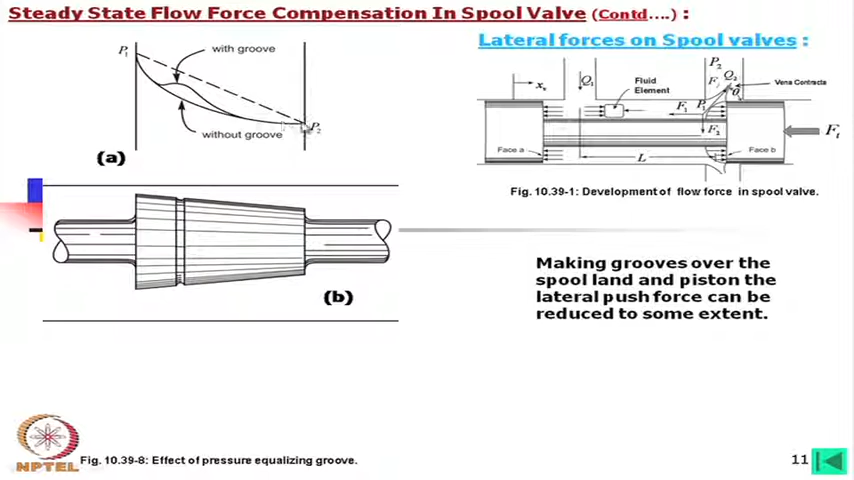 Steady State Flow Force Compensation In Spool Valve (Contd....) :
P1
with groove
without groove
P2
(a)
(b)
Fig. 10.39-8: Effect of pressure equalizing groove.
Lateral forces on Spool valves :
P2
Q2
xv
Q1
Fluid
Element
Vena Contracta
θ
F1
P1
F2
Ft
Face a
Face b
L
Fig. 10.39-1: Development of flow force in spool valve.
Making grooves over the
spool land and piston the
lateral push force can be
reduced to some extent.
NPTEL
11